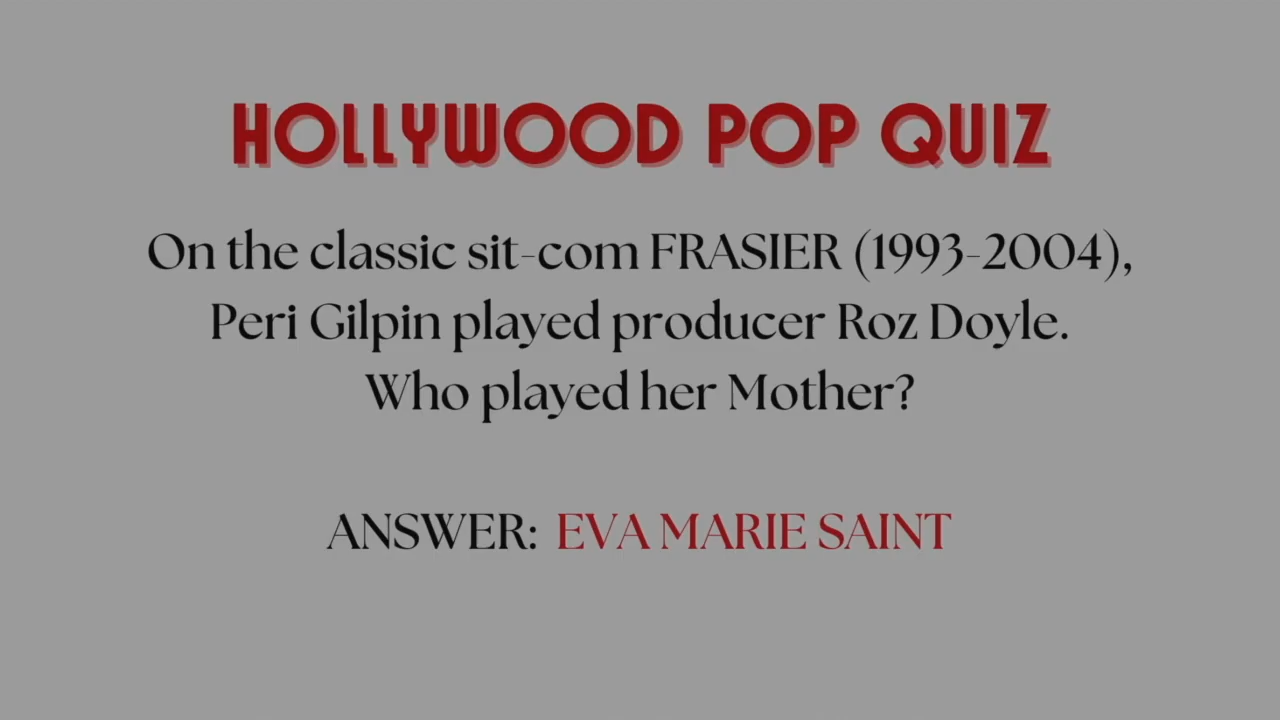 HOLLYWOOD POP QUIZ
On the classic sit-com FRASIER (1993-2004),
Peri Gilpin played producer Roz Doyle.
Who played her Mother?
ANSWER: EVA MARIE SAINT